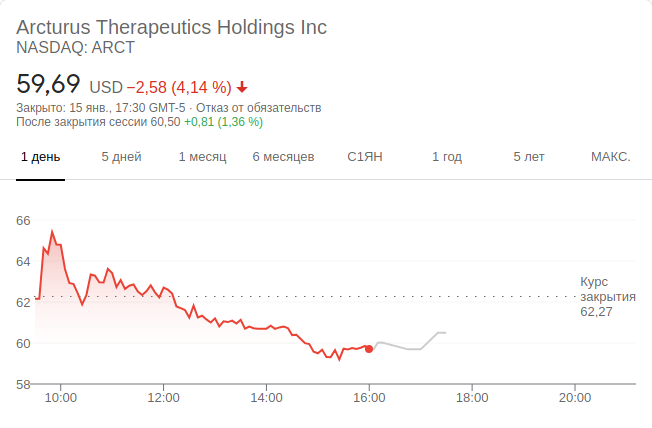 Arcturus Therapeutics Holdings Inc
NASDAQ: ARCT
59,69 USD −2,58 (4,14 %)
Закрыто: 15 янв., 17:30 GMT-5 · Отказ от обязательств
После закрытия сессии 60,50 +0,81 (1,36 %)
1 день 5 дней 1 месяц 6 месяцев С1ЯН 1 год 5 лет МАКС.
66
64
62
60
58
Курс
закрытия
62,27
10:00 12:00 14:00 16:00 18:00 20:00